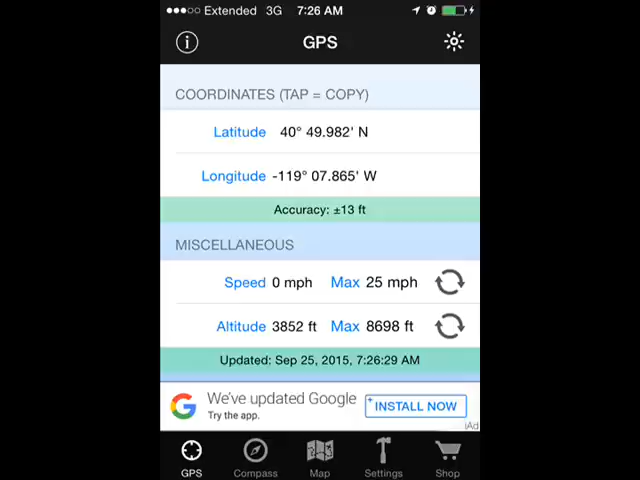 Extended 3G 7:26 AM
i GPS
COORDINATES (TAP = COPY)
Latitude 40° 49.982' N
Longitude -119° 07.865' W
Accuracy: ±13 ft
MISCELLANEOUS
Speed 0 mph Max 25 mph
Altitude 3852 ft Max 8698 ft
Updated: Sep 25, 2015, 7:26:29 AM
We've updated Google
Try the app.
+ INSTALL NOW
iAd
GPS Compass Map Settings Shop